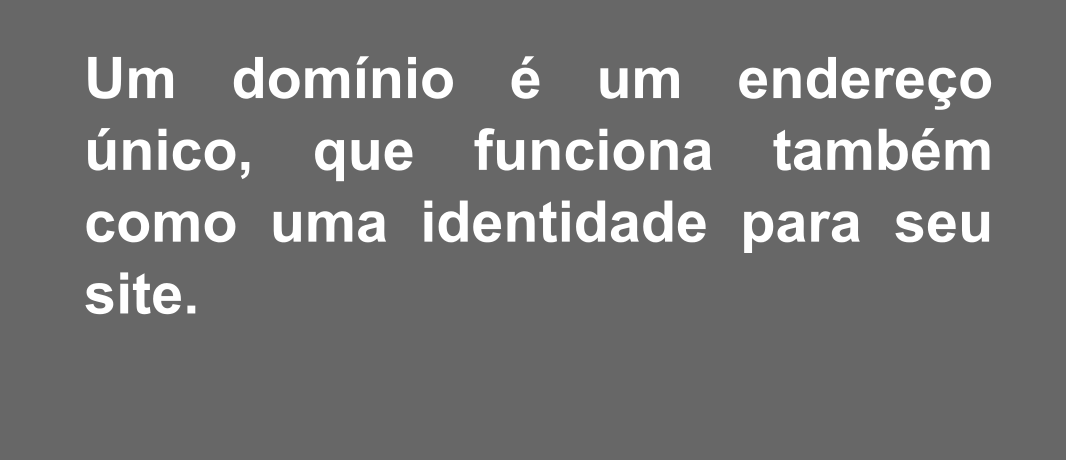 Um domínio é um endereço
único, que funciona também
como uma identidade para seu
site.